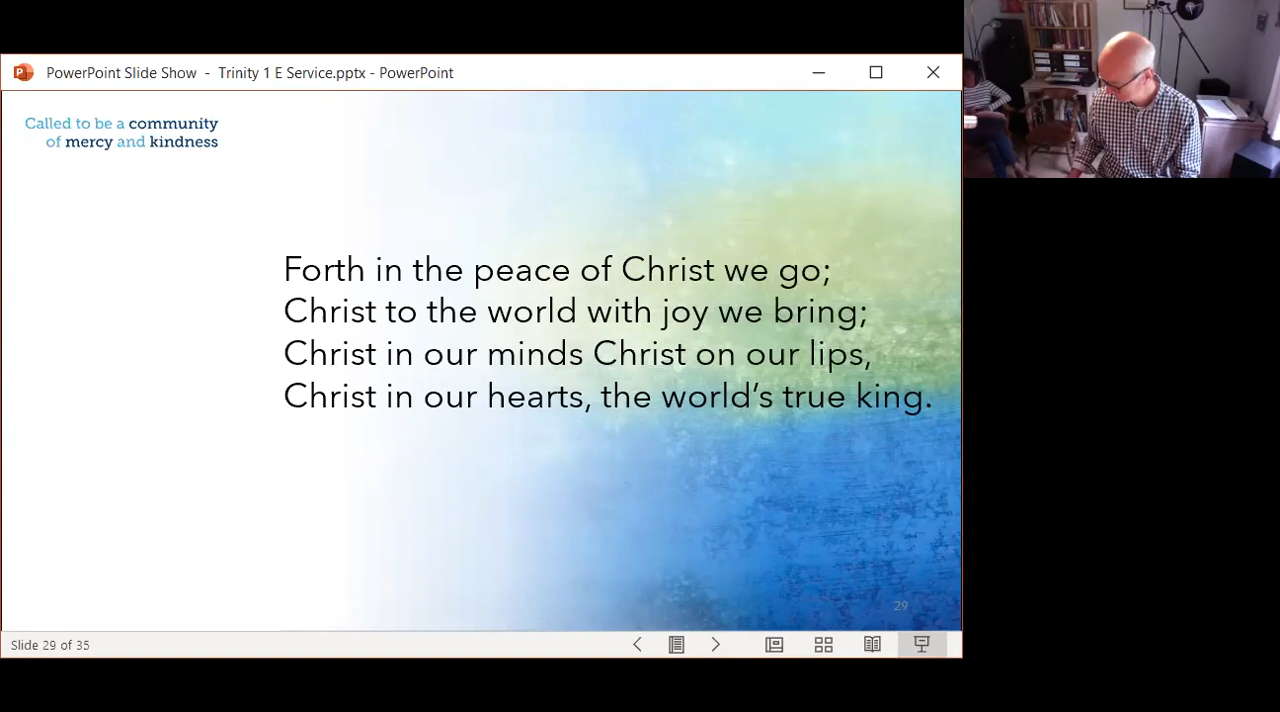 PowerPoint Slide Show - Trinity 1 E Service.pptx - PowerPoint
Called to be a community
of mercy and kindness
Forth in the peace of Christ we go;
Christ to the world with joy we bring;
Christ in our minds Christ on our lips,
Christ in our hearts, the world's true king.
29
Slide 29 of 35